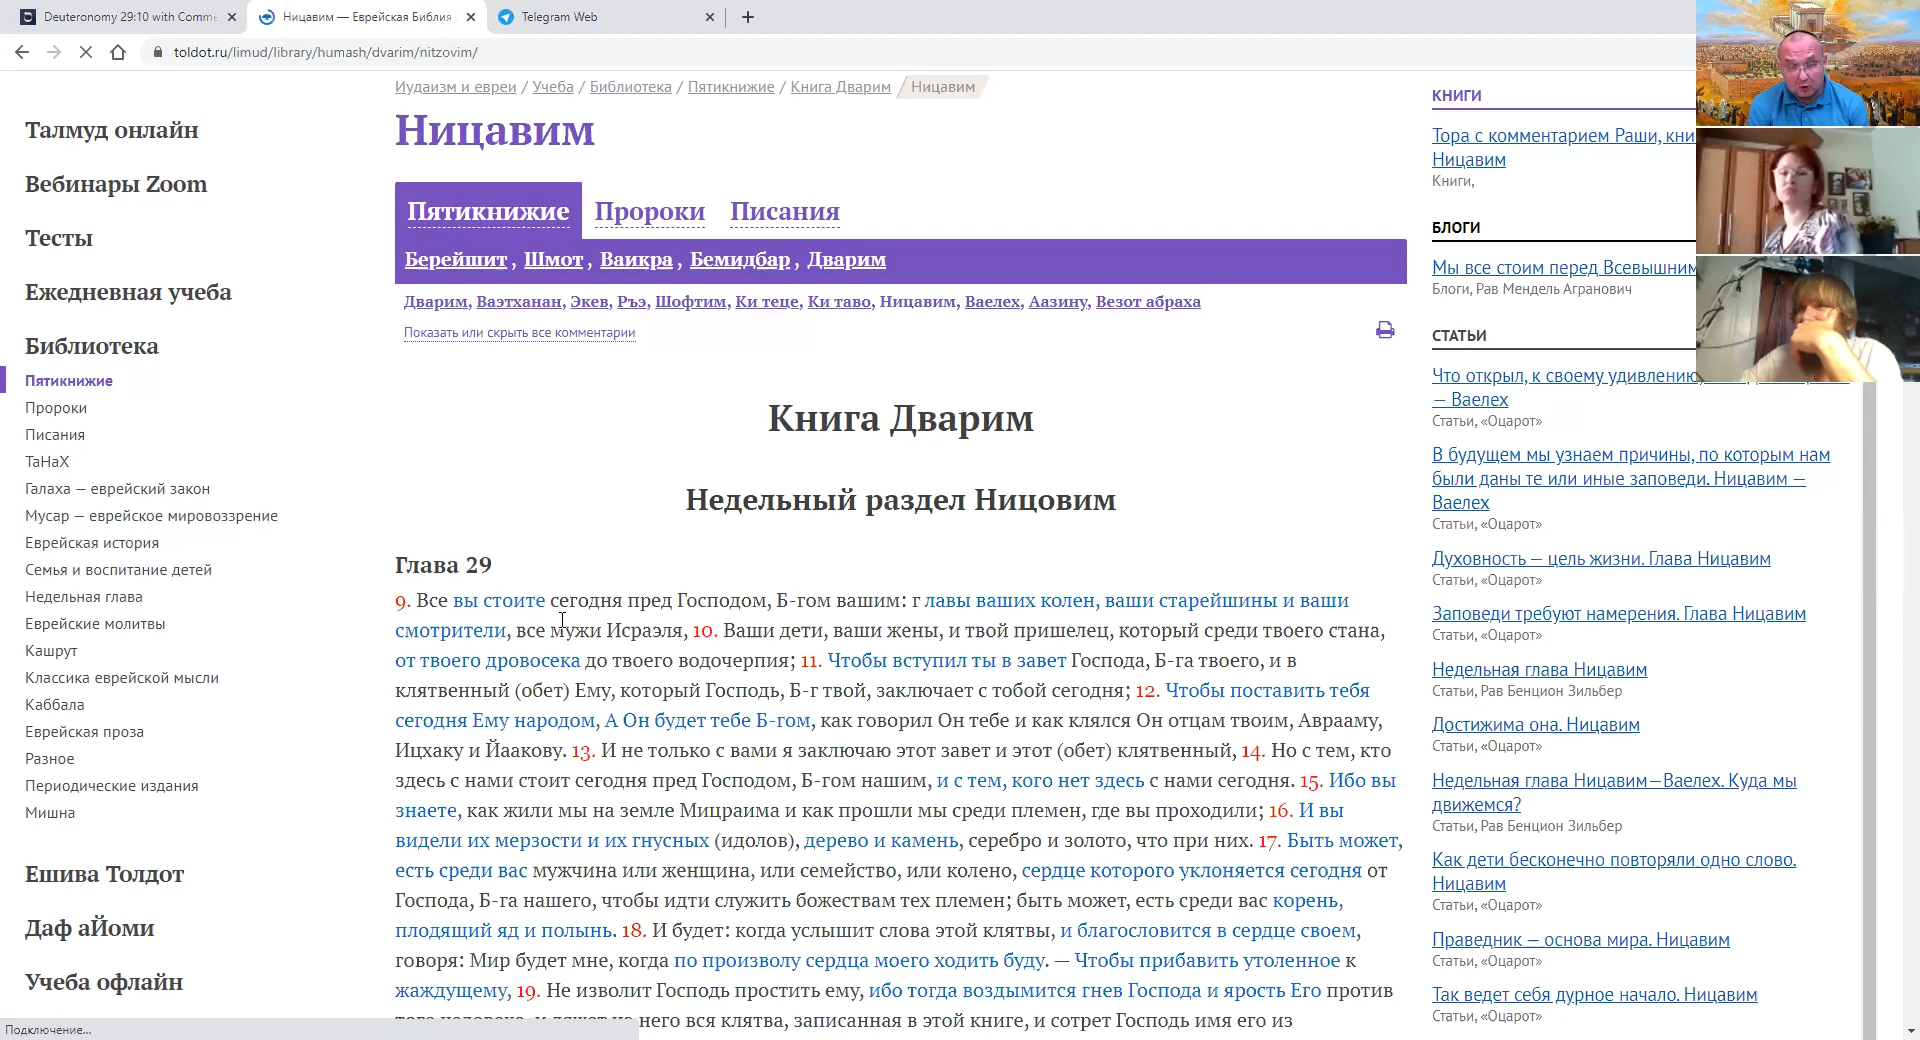 Deuteronomy 29:10 with Comme
Ницавим — Еврейская Библия
Telegram Web
toldot.ru/limud/library/humash/dvarim/nitzovim/
Иудаизм и евреи / Учеба / Библиотека / Пятикнижие / Книга Дварим / Ницавим
Ницавим
Пятикнижие Пророки Писания
Берейшит , Шмот , Ваикра , Бемидбар , Дварим
Дварим, Ваэтханан, Экев, Ръэ, Шофтим, Ки теце, Ки таво, Ницавим, Ваелех, Аазину, Везот абраха
Показать или скрыть все комментарии
Талмуд онлайн
Вебинары Zoom
Тесты
Ежедневная учеба
Библиотека
Пятикнижие
Пророки
Писания
ТаНаХ
Галаха — еврейский закон
Мусар — еврейское мировоззрение
Еврейская история
Семья и воспитание детей
Недельная глава
Еврейские молитвы
Кашрут
Классика еврейской мысли
Каббала
Еврейская проза
Разное
Периодические издания
Мишна
Ешива Толдот
Даф аЙоми
Учеба офлайн
Подключение...
Книга Дварим
Недельный раздел Ницовим
Глава 29
9. Все вы стоите сегодня пред Господом, Б-гом вашим: г лавы ваших колен, ваши старейшины и ваши
смотрители, все мужи Исраэля, 10. Ваши дети, ваши жены, и твой пришелец, который среди твоего стана,
от твоего дровосека до твоего водочерпия; 11. Чтобы вступил ты в завет Господа, Б-га твоего, и в
клятвенный (обет) Ему, который Господь, Б-г твой, заключает с тобой сегодня; 12. Чтобы поставить тебя
сегодня Ему народом, А Он будет тебе Б-гом, как говорил Он тебе и как клялся Он отцам твоим, Аврааму,
Ицхаку и Йаакову. 13. И не только с вами я заключаю этот завет и этот (обет) клятвенный, 14. Но с тем, кто
здесь с нами стоит сегодня пред Господом, Б-гом нашим, и с тем, кого нет здесь с нами сегодня. 15. Ибо вы
знаете, как жили мы на земле Мицраима и как прошли мы среди племен, где вы проходили; 16. И вы
видели их мерзости и их гнусных (идолов), дерево и камень, серебро и золото, что при них. 17. Быть может,
есть среди вас мужчина или женщина, или семейство, или колено, сердце которого уклоняется сегодня от
Господа, Б-га нашего, чтобы идти служить божествам тех племен; быть может, есть среди вас корень,
плодящий яд и полынь. 18. И будет: когда услышит слова этой клятвы, и благословится в сердце своем,
говоря: Мир будет мне, когда по произволу сердца моего ходить буду. — Чтобы прибавить утоленное к
жаждущему, 19. Не изволит Господь простить ему, ибо тогда воздымится гнев Господа и ярость Его против
него вся клятва, записанная в этой книге, и сотрет Господь имя его из
КНИГИ
Тора с комментарием Раши, кни
Ницавим
Книги,
БЛОГИ
Мы все стоим перед Всевышним
Блоги, Рав Мендель Агранович
СТАТЬИ
Что открыл, к своему удивлению,
— Ваелех
Статьи, «Оцарот»
В будущем мы узнаем причины, по которым нам
были даны те или иные заповеди. Ницавим —
Ваелех
Статьи, «Оцарот»
Духовность — цель жизни. Глава Ницавим
Статьи, «Оцарот»
Заповеди требуют намерения. Глава Ницавим
Статьи, «Оцарот»
Недельная глава Ницавим
Статьи, Рав Бенцион Зильбер
Достижима она. Ницавим
Статьи, «Оцарот»
Недельная глава Ницавим—Ваелех. Куда мы
движемся?
Статьи, Рав Бенцион Зильбер
Как дети бесконечно повторяли одно слово.
Ницавим
Статьи, «Оцарот»
Праведник — основа мира. Ницавим
Статьи, «Оцарот»
Так ведет себя дурное начало. Ницавим
Статьи, «Оцарот»